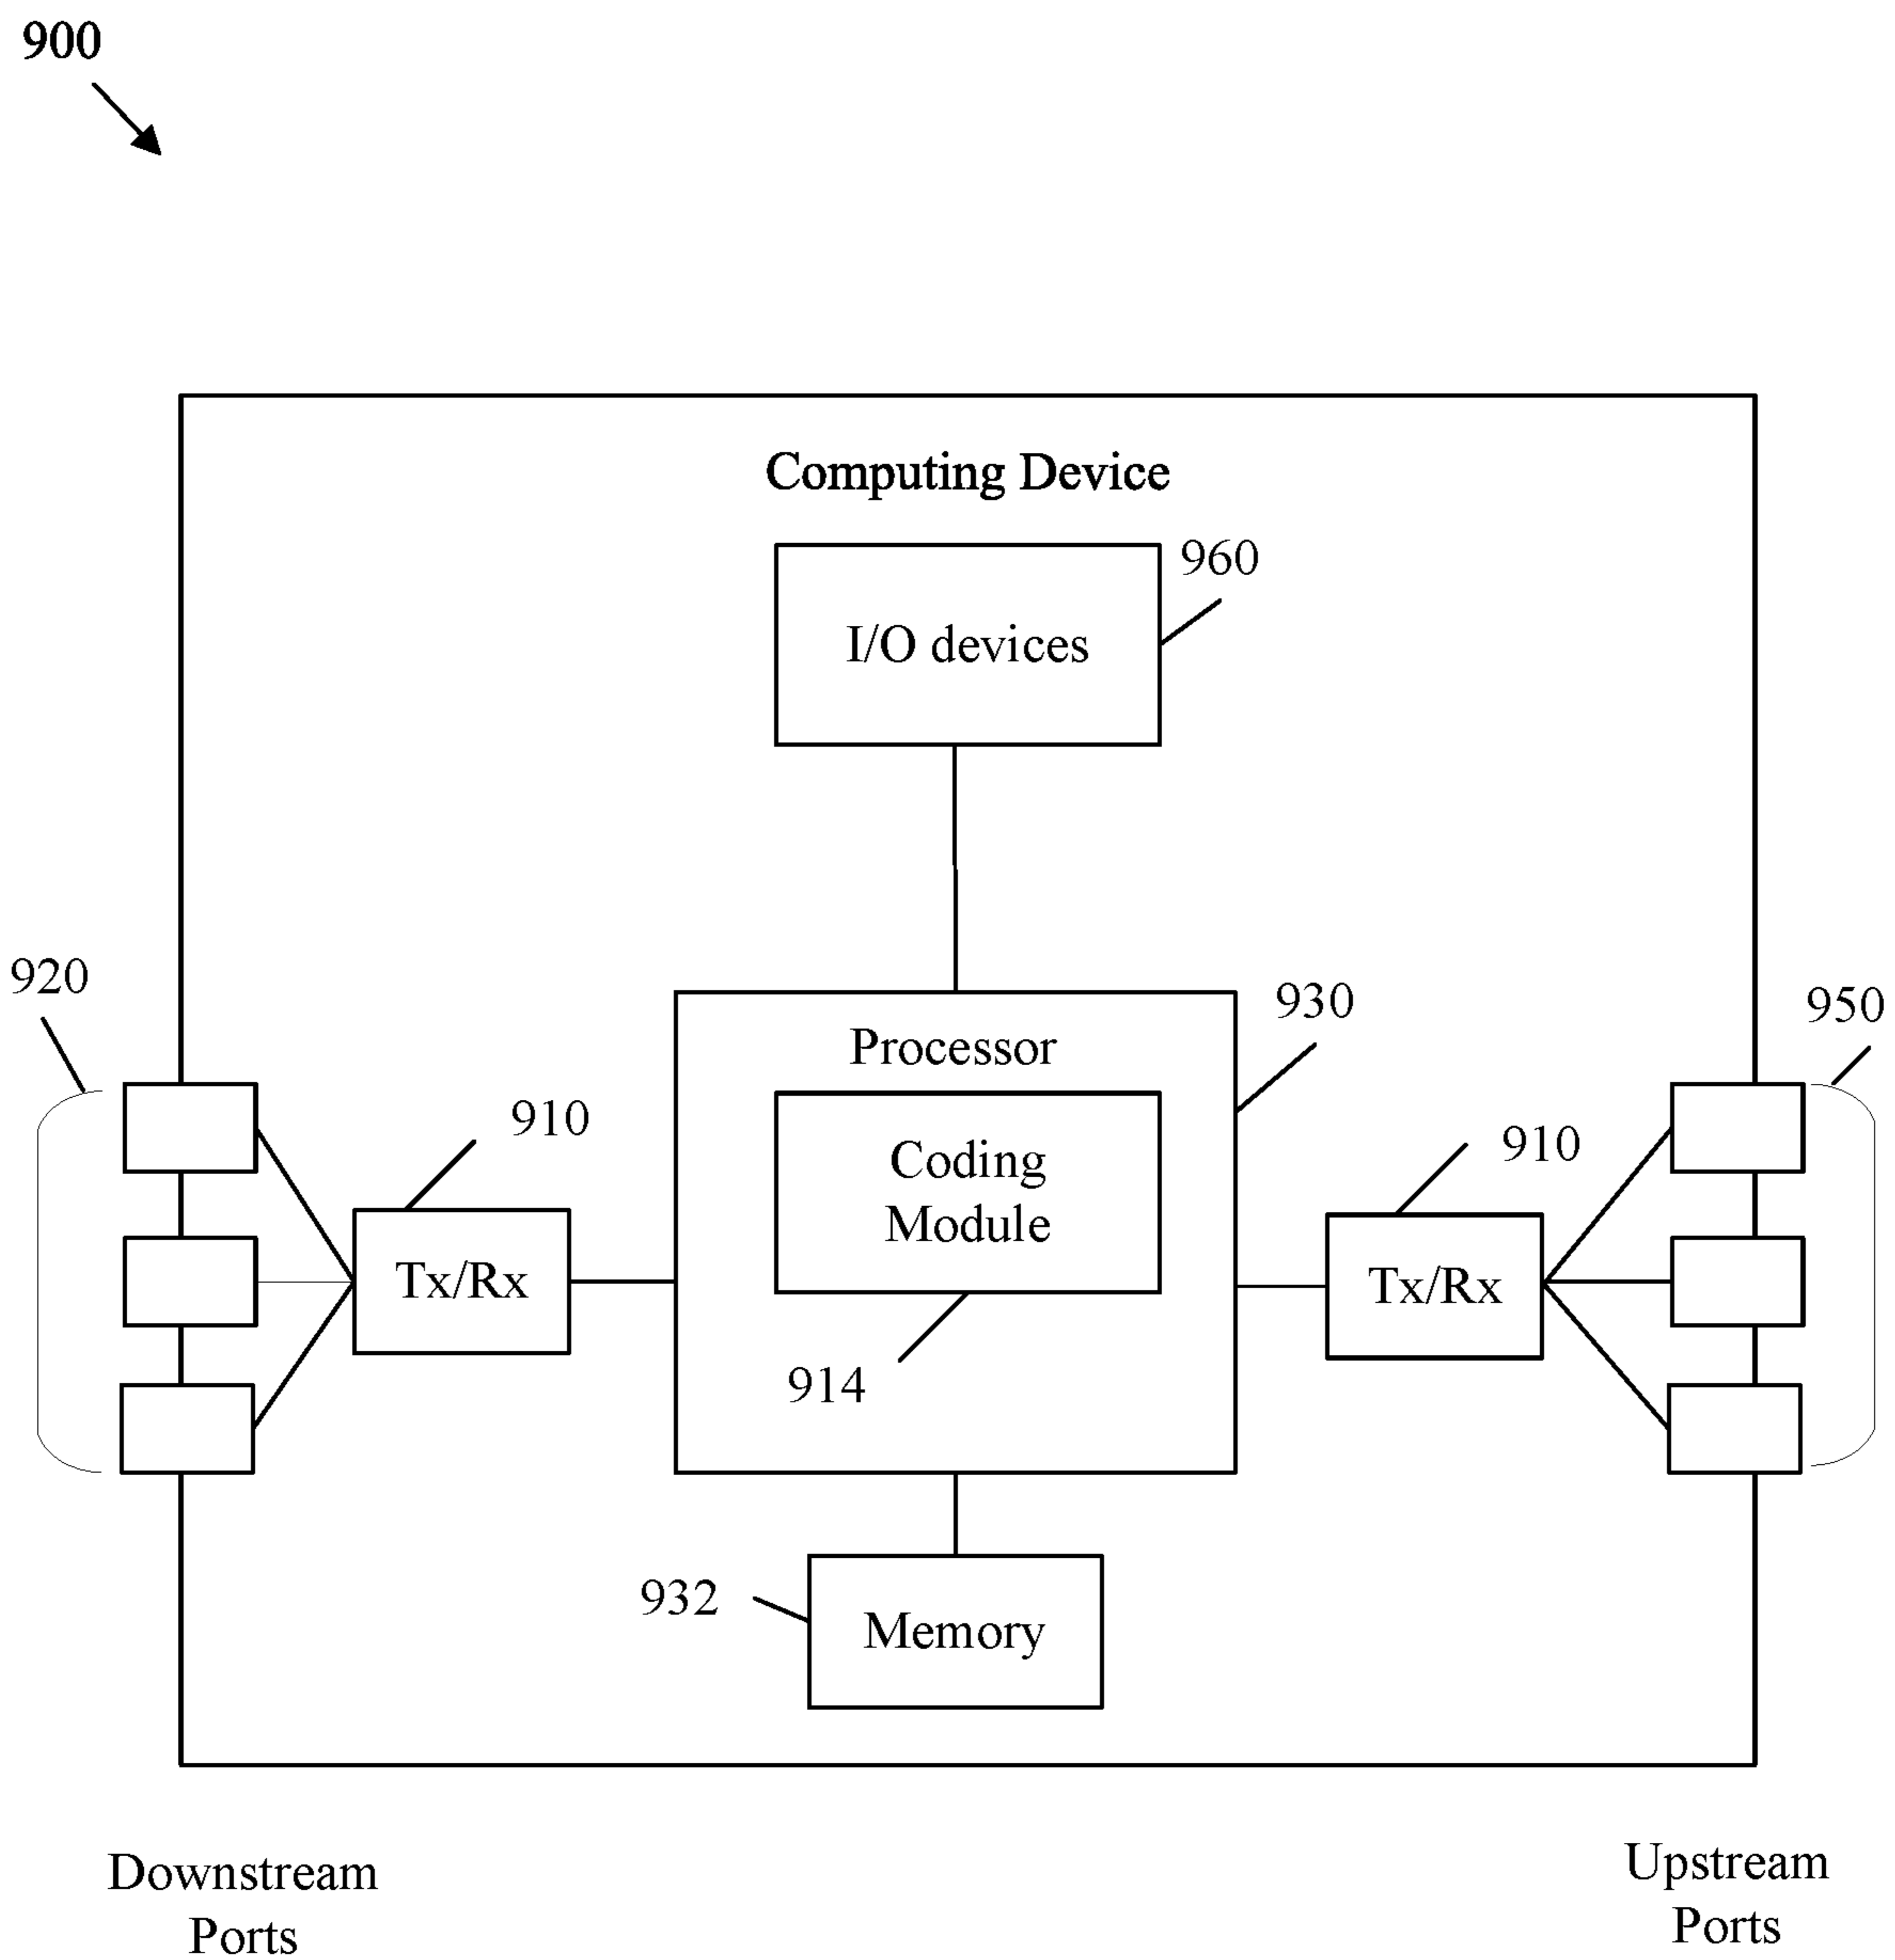 900
Computing Device
960
I/O devices
920
930
950
Processor
910
910
Coding
Module
Tx/Rx
Tx/Rx
914
932
Memory
Downstream
Ports
Upstream
Ports